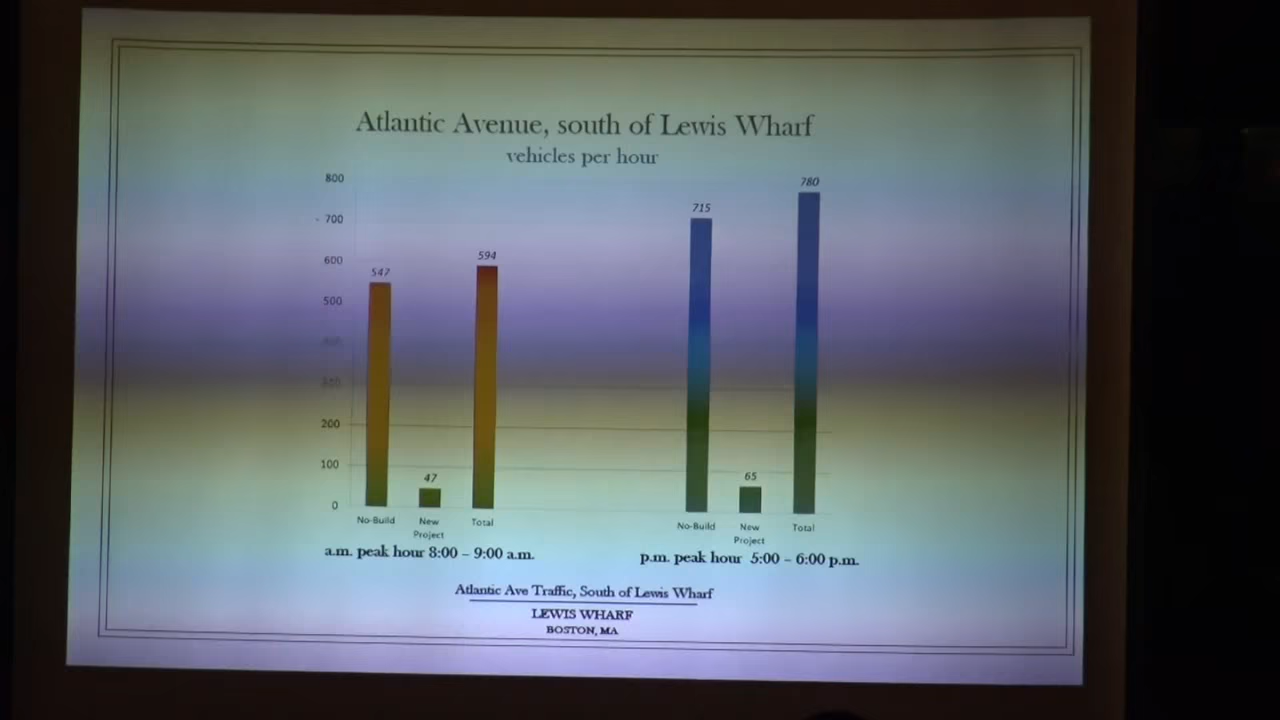 Atlantic Avenue, south of Lewis Wharf
vehicles per hour
800
700
600
500
400
300
200
100
0
547
47
594
715
65
780
No-Build
New
Project
Total
No-Build
New
Project
Total
a.m. peak hour 8:00 – 9:00 a.m.
p.m. peak hour 5:00 – 6:00 p.m.
Atlantic Ave Traffic, South of Lewis Wharf
LEWIS WHARF
BOSTON, MA